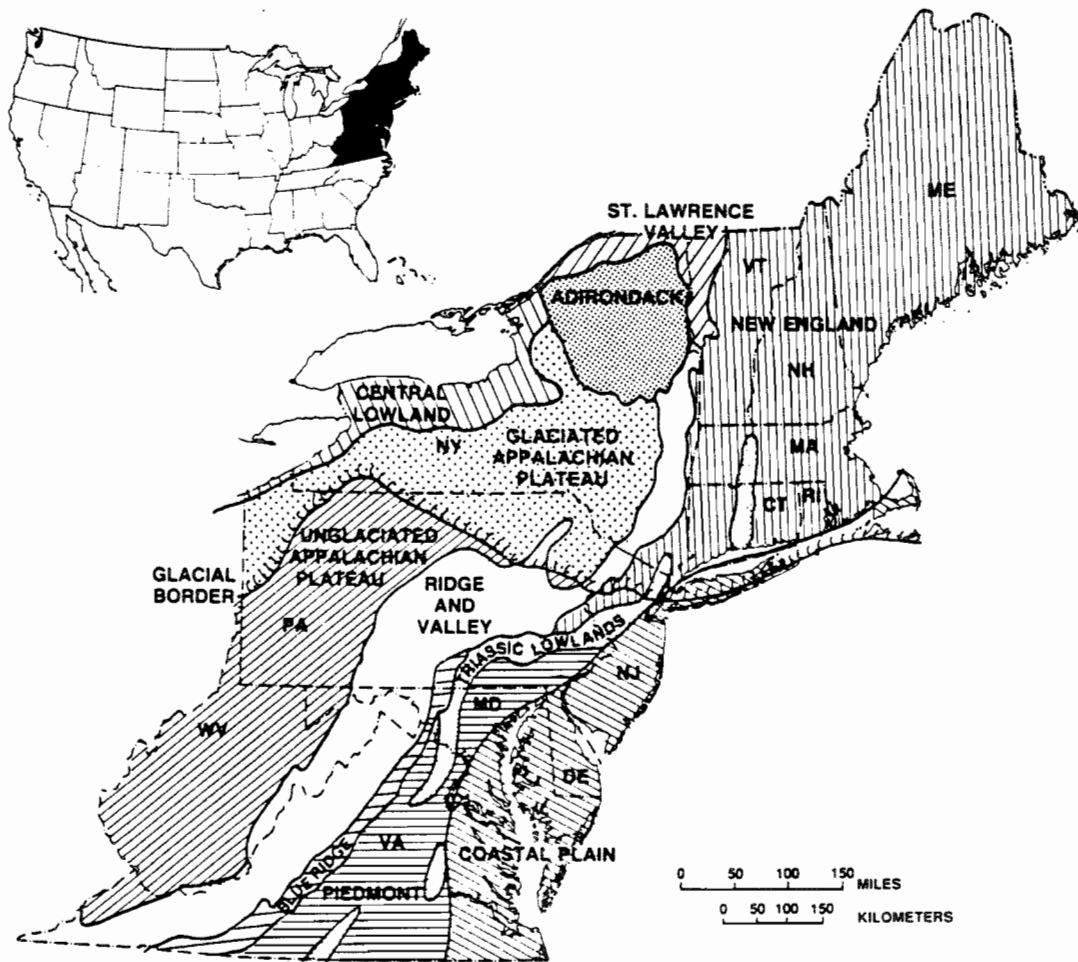 ME
ST. LAWRENCE
VALLEY
VT
ADIRONDACK
NEW ENGLAND
NH
CENTRAL
LOWLAND
NY
GLACIATED
APPALACHIAN
PLATEAU
MA
CT
RI
UNGLACIATED
APPALACHIAN
PLATEAU
GLACIAL
BORDER
RIDGE
AND
VALLEY
PA
TRIASSIC LOWLANDS
NJ
MD
WV
DE
VA
COASTAL PLAIN
BLUE RIDGE
PIEDMONT
0 50 100 150
MILES
0 50 100 150
KILOMETERS